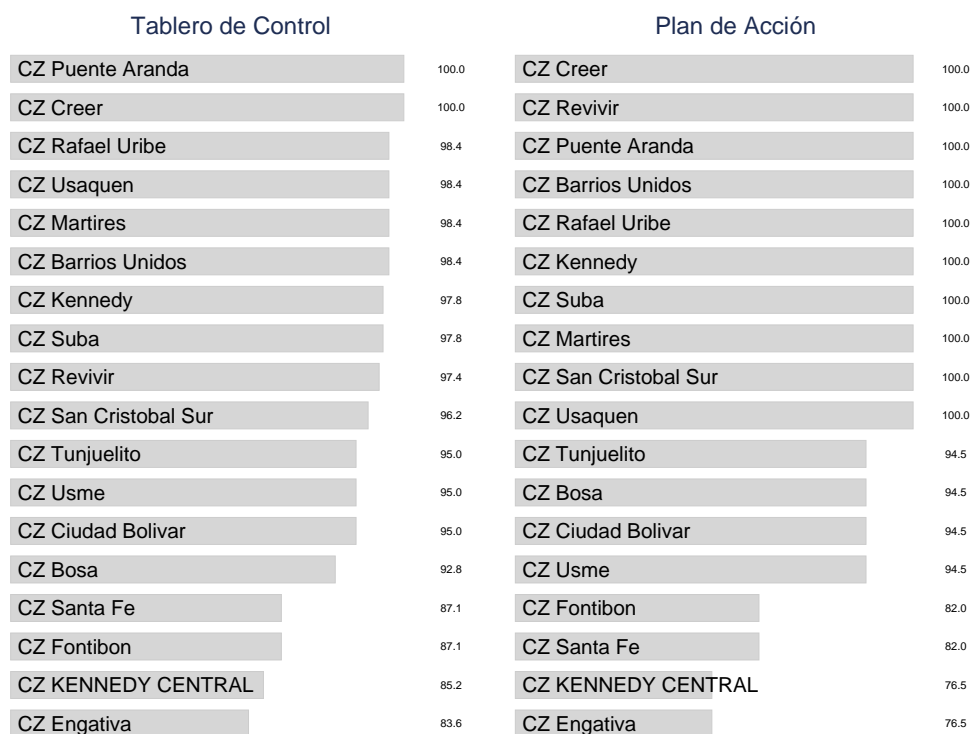 Tablero de Control
CZ Puente Aranda 100.0
CZ Creer 100.0
CZ Rafael Uribe 98.4
CZ Usaquen 98.4
CZ Martires 98.4
CZ Barrios Unidos 98.4
CZ Kennedy 97.8
CZ Suba 97.8
CZ Revivir 97.4
CZ San Cristobal Sur 96.2
CZ Tunjuelito 95.0
CZ Usme 95.0
CZ Ciudad Bolivar 95.0
CZ Bosa 92.8
CZ Santa Fe 87.1
CZ Fontibon 87.1
CZ KENNEDY CENTRAL 85.2
CZ Engativa 83.6
Plan de Acción
CZ Creer 100.0
CZ Revivir 100.0
CZ Puente Aranda 100.0
CZ Barrios Unidos 100.0
CZ Rafael Uribe 100.0
CZ Kennedy 100.0
CZ Suba 100.0
CZ Martires 100.0
CZ San Cristobal Sur 100.0
CZ Usaquen 100.0
CZ Tunjuelito 94.5
CZ Bosa 94.5
CZ Ciudad Bolivar 94.5
CZ Usme 94.5
CZ Fontibon 82.0
CZ Santa Fe 82.0
CZ KENNEDY CENTRAL 76.5
CZ Engativa 76.5